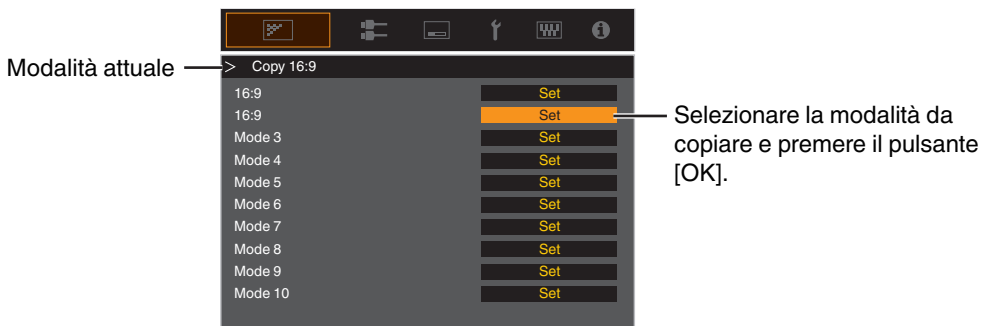 Modalità attuale
> Copy 16:9
16:9 Set
16:9 Set
Mode 3 Set
Mode 4 Set
Mode 5 Set
Mode 6 Set
Mode 7 Set
Mode 8 Set
Mode 9 Set
Mode 10 Set
Selezionare la modalità da
copiare e premere il pulsante
[OK].